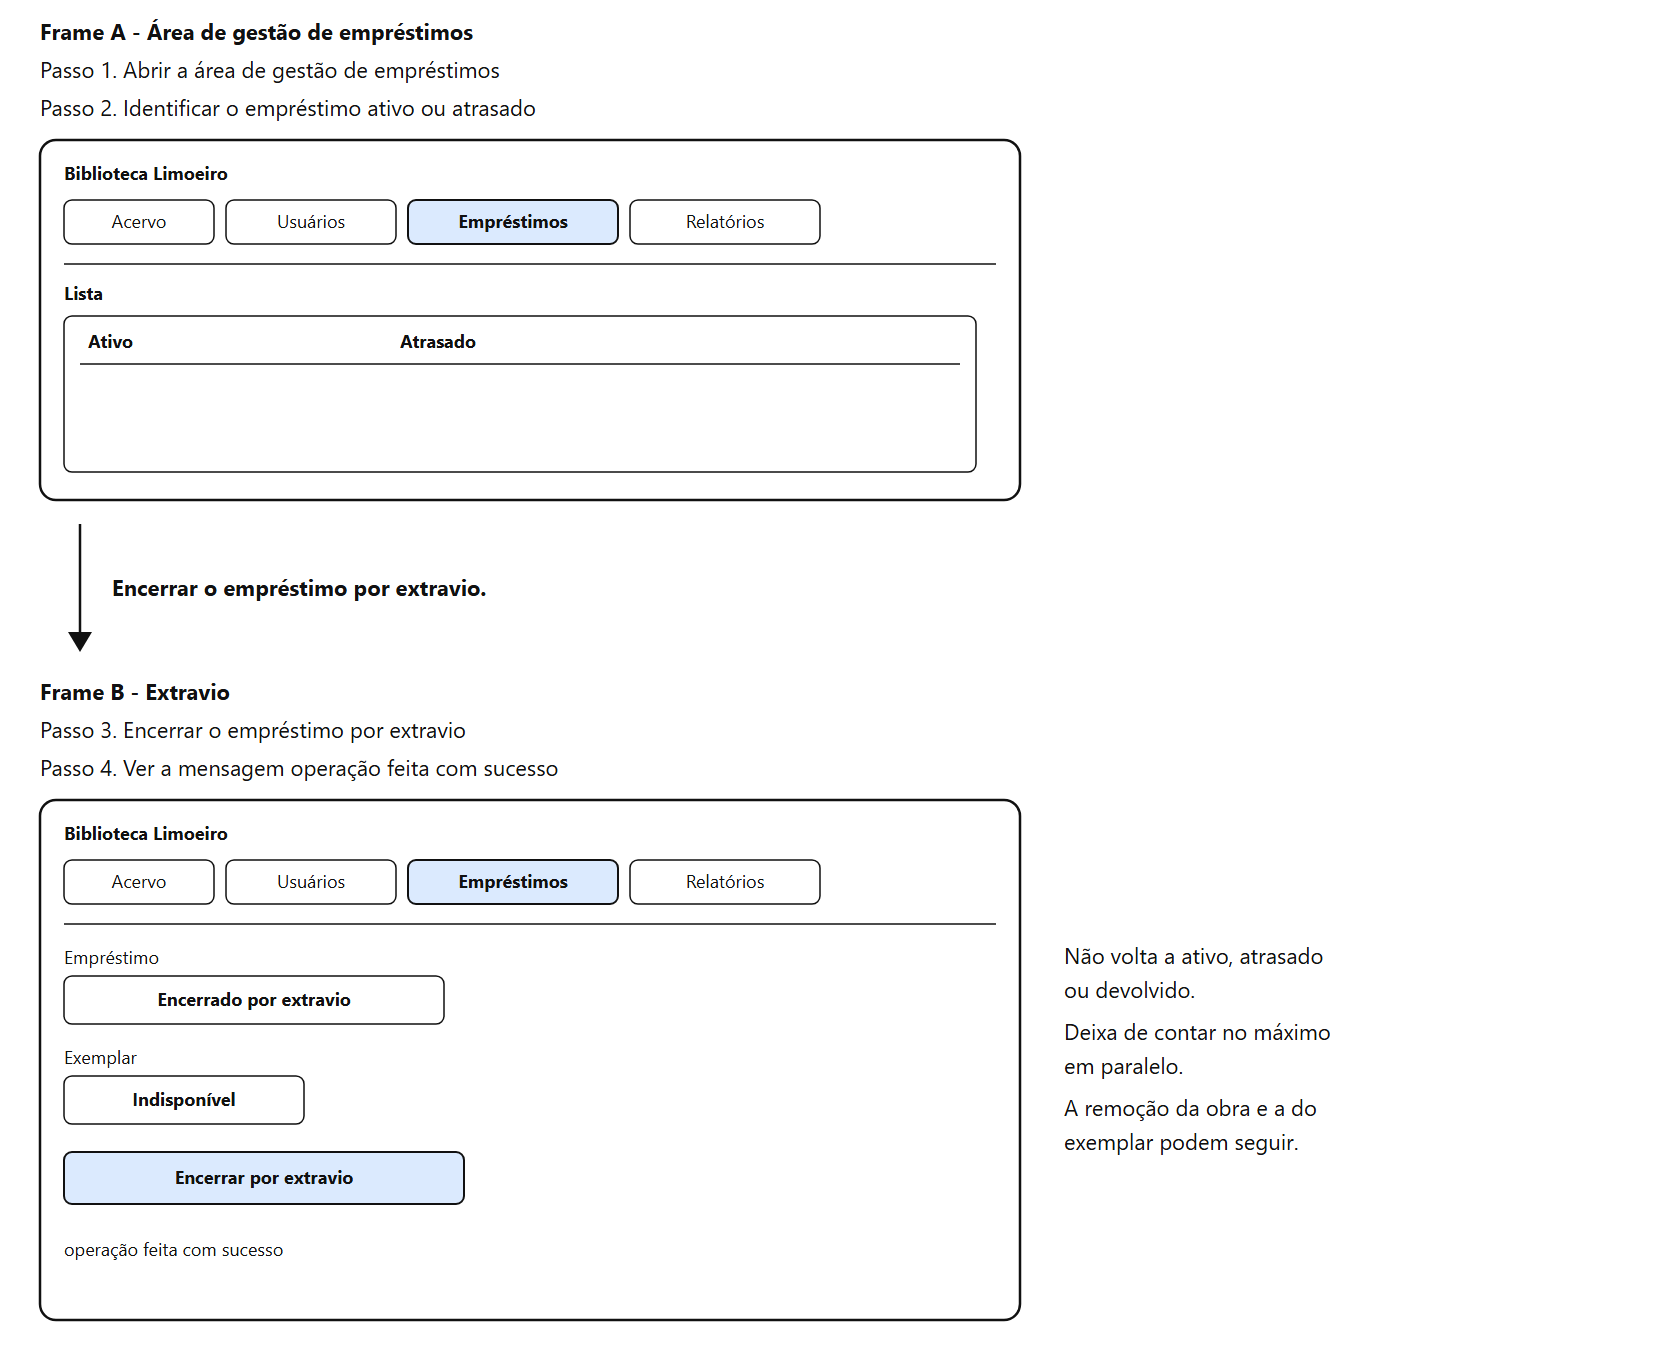 Frame A - Área de gestão de empréstimos
Passo 1. Abrir a área de gestão de empréstimos
Passo 2. Identificar o empréstimo ativo ou atrasado
Biblioteca Limoeiro
Acervo
Usuários
Empréstimos
Relatórios
Lista
Ativo
Atrasado
Encerrar o empréstimo por extravio.
Frame B - Extravio
Passo 3. Encerrar o empréstimo por extravio
Passo 4. Ver a mensagem operação feita com sucesso
Biblioteca Limoeiro
Acervo
Usuários
Empréstimos
Relatórios
Empréstimo
Encerrado por extravio
Exemplar
Indisponível
Encerrar por extravio
operação feita com sucesso
Não volta a ativo, atrasado
ou devolvido.
Deixa de contar no máximo
em paralelo.
A remoção da obra e a do
exemplar podem seguir.